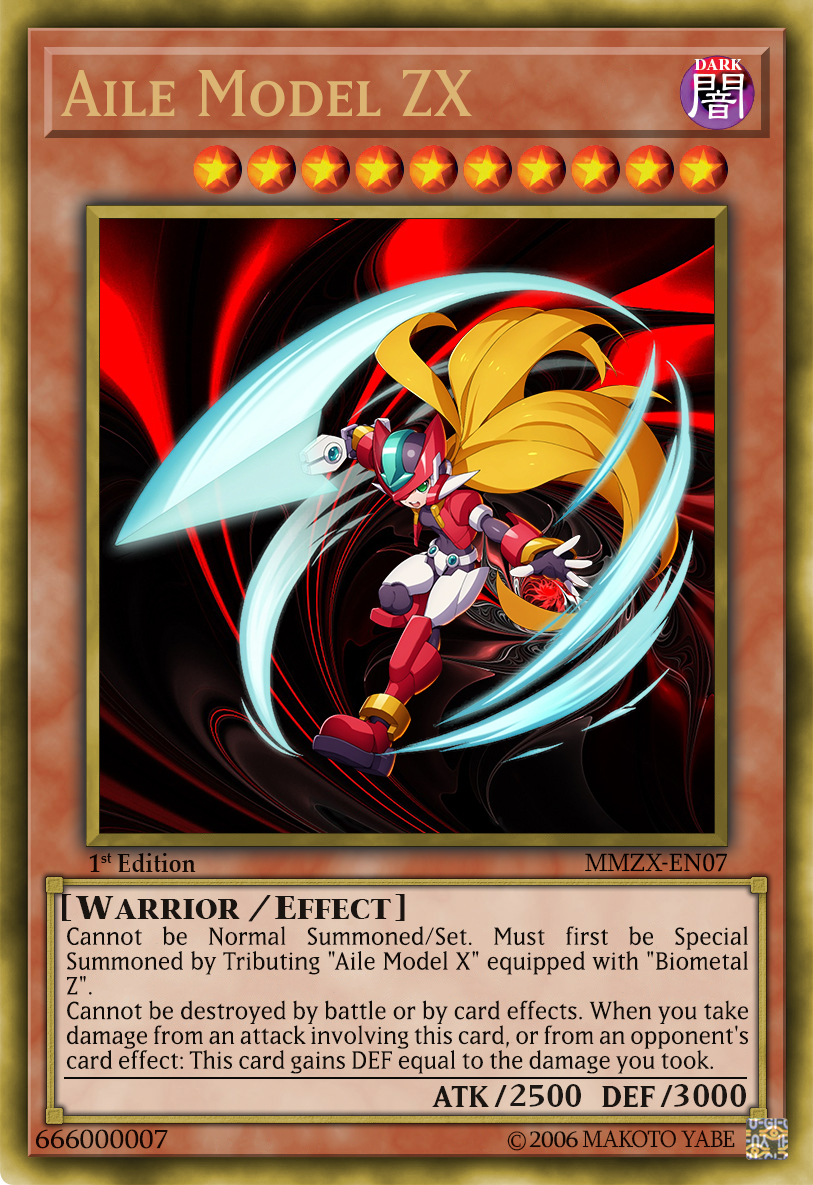 Aile Model ZX
DARK
闇
1st Edition
MMZX-EN07
[Warrior / Effect]
Cannot be Normal Summoned/Set. Must first be Special
Summoned by Tributing "Aile Model X" equipped with "Biometal
Z".
Cannot be destroyed by battle or by card effects. When you take
damage from an attack involving this card, or from an opponent's
card effect: This card gains DEF equal to the damage you took.
ATK / 2500 DEF / 3000
666000007
© 2006 MAKOTO YABE